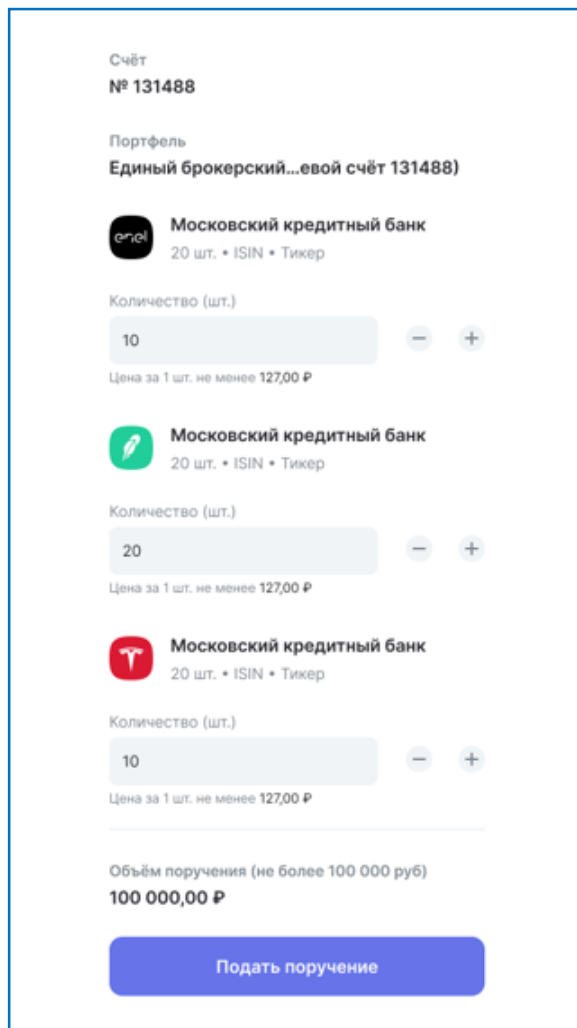 Счёт
№ 131488
Портфель
Единый брокерский...евой счёт 131488)
enel
Московский кредитный банк
20 шт. • ISIN • Тикер
Количество (шт.)
10
Цена за 1 шт. не менее 127,00 ₽
Московский кредитный банк
20 шт. • ISIN • Тикер
Количество (шт.)
20
Цена за 1 шт. не менее 127,00 ₽
Московский кредитный банк
20 шт. • ISIN • Тикер
Количество (шт.)
10
Цена за 1 шт. не менее 127,00 ₽
Объём поручения (не более 100 000 руб)
100 000,00 ₽
Подать поручение